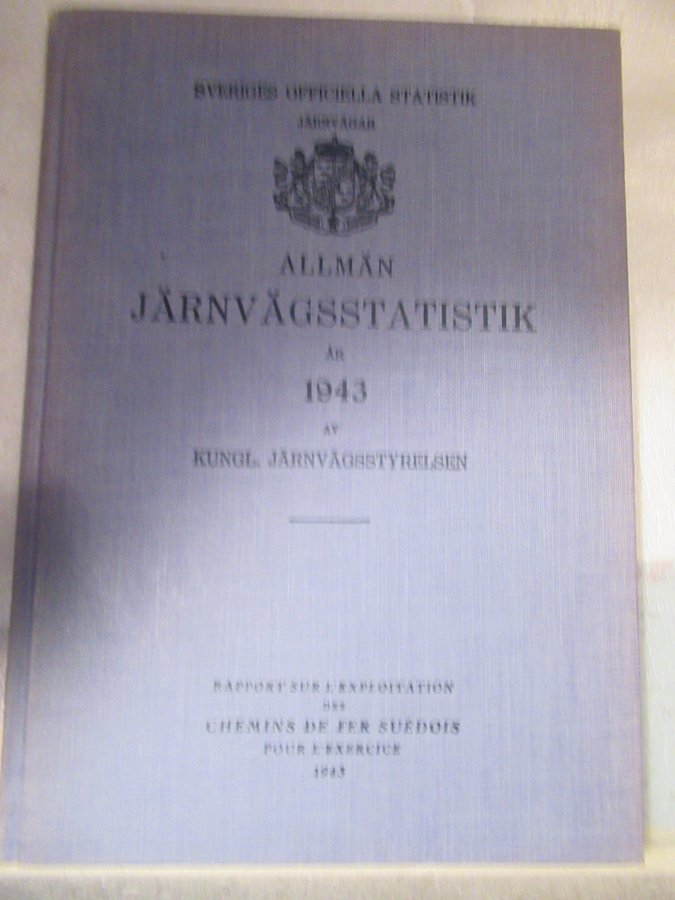 SVERIGES OFFICIELLA STATISTIK
JÄRNVÄGAR
ALLMÄN
JÄRNVÄGSSTATISTIK
ÅR
1943
AV
KUNGL. JÄRNVÄGSSTYRELSEN
RAPPORT SUR L'EXPLOITATION
DES
CHEMINS DE FER SUÉDOIS
POUR L'EXERCICE
1943